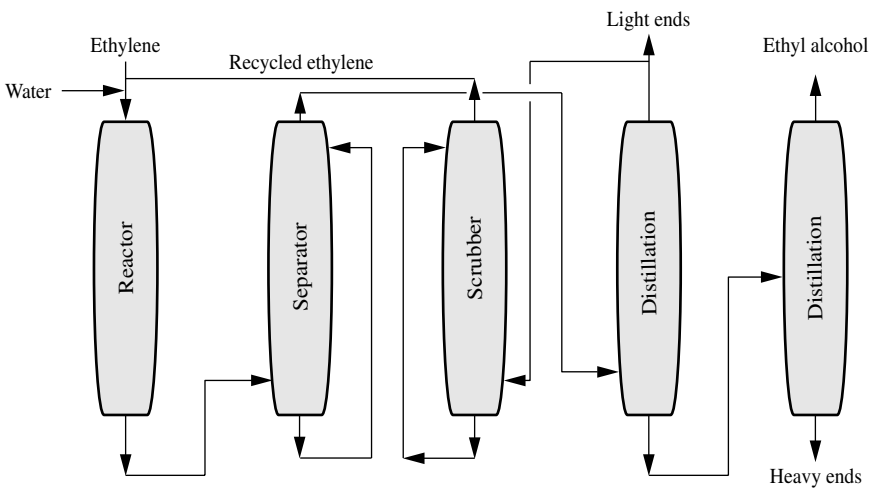 Light ends
Ethylene
Ethyl alcohol
Recycled ethylene
Water
Reactor
Separator
Scrubber
Distillation
Distillation
Heavy ends